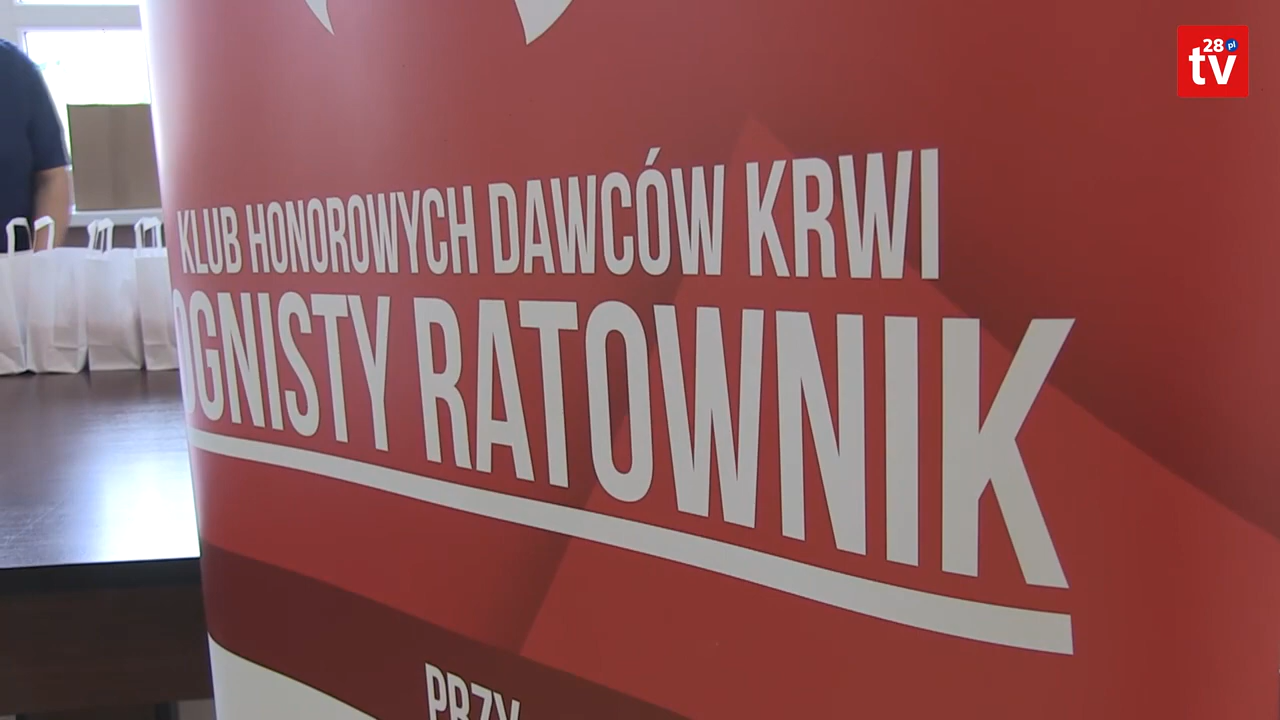 28 pl
tv
KLUB HONOROWYCH DAWCÓW KRWI
OGNISTY RATOWNIK
PRZY